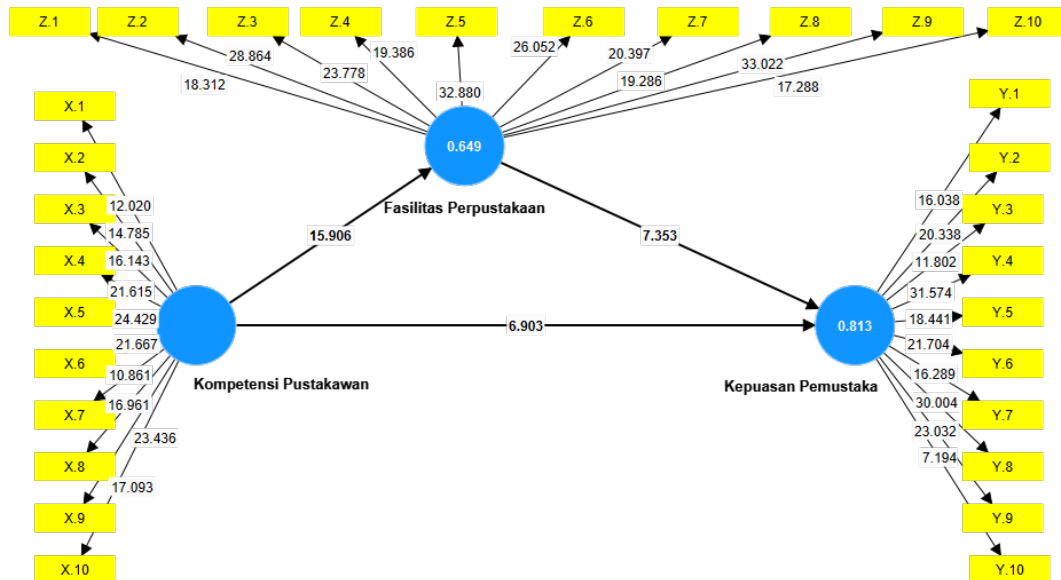 Z.1 Z.2 Z.3 Z.4 Z.5 Z.6 Z.7 Z.8 Z.9 Z.10
18.312 28.864 23.778 19.386 32.880 26.052 20.397 19.286 33.022 17.288
0.649
Fasilitas Perpustakaan
X.1
X.2
X.3
X.4
X.5
X.6
X.7
X.8
X.9
X.10
12.020
14.785
16.143
21.615
24.429
21.667
10.861
16.961
23.436
17.093
Kompetensi Pustakawan
15.906
7.353
6.903
0.813
Kepuasan Pemustaka
16.038
20.338
11.802
31.574
18.441
21.704
16.289
30.004
23.032
7.194
Y.1
Y.2
Y.3
Y.4
Y.5
Y.6
Y.7
Y.8
Y.9
Y.10